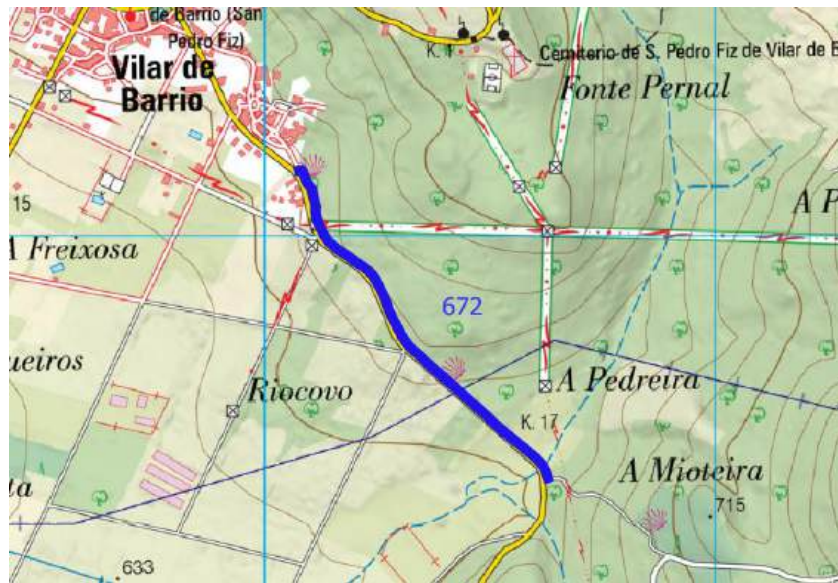 de Barrio (San
Pedro Fiz)
Vilar de
Barrio
K. 1
Cemiterio de S. Pedro Fiz de Vilar de B
Fonte Pernal
15
A P
A Freixosa
672
ueiros
Riocovo
A Pedreira
K. 17
A Mioteira
ta
715
633